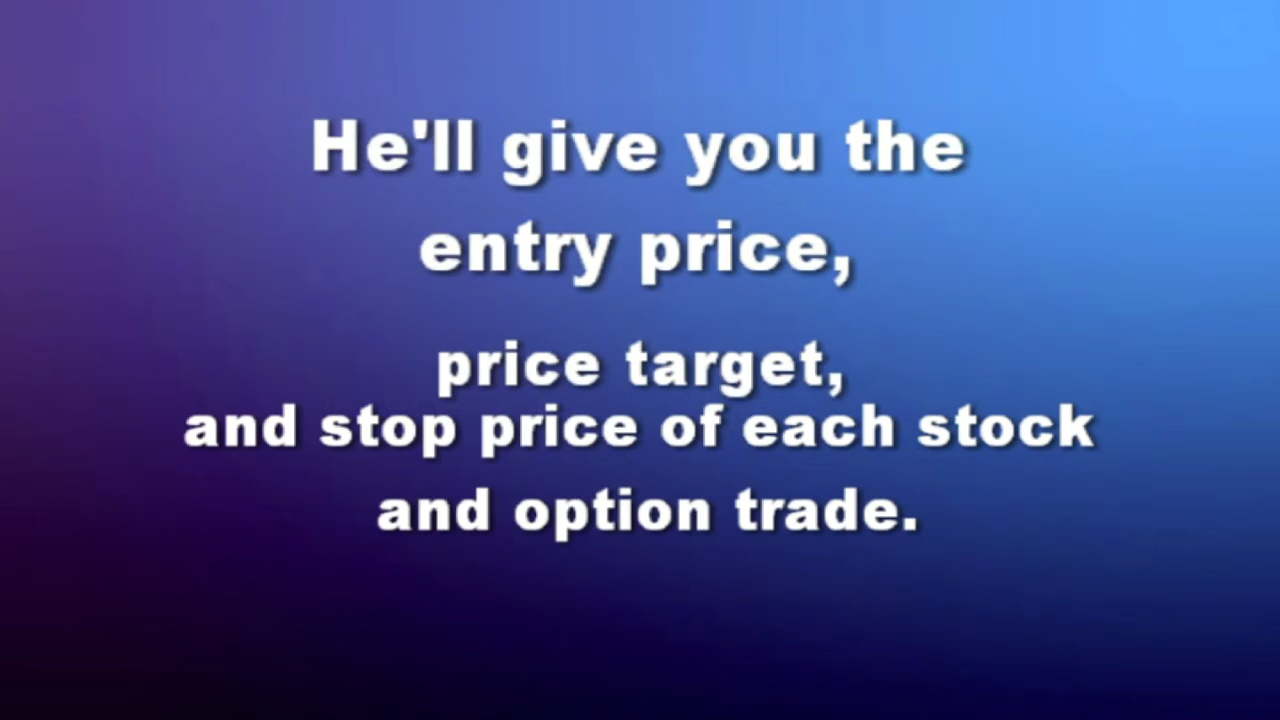 He'll give you the
entry price,
price target,
and stop price of each stock
and option trade.